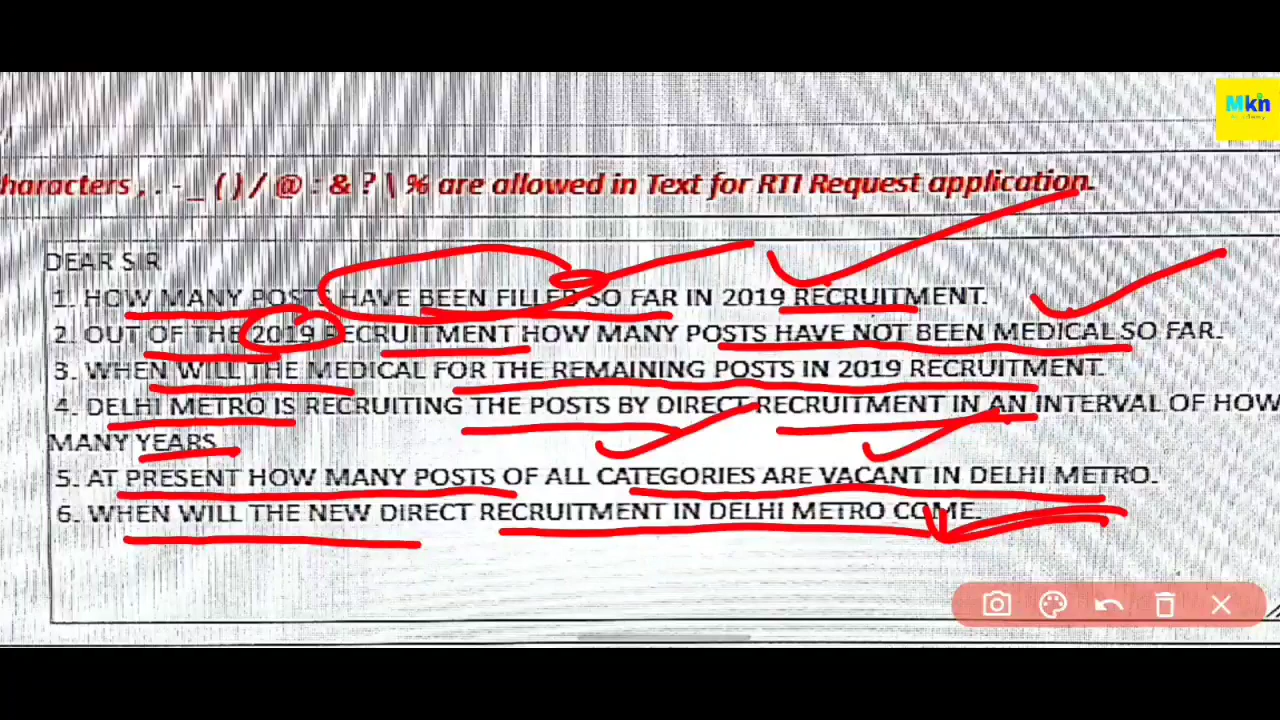 Mkn
haracters , . - _ ( ) / @ : & ? \ % are allowed in Text for RTI Request application.
DEAR SIR
1. HOW MANY POSTS HAVE BEEN FILLED SO FAR IN 2019 RECRUITMENT.
2. OUT OF THE 2019 RECRUITMENT HOW MANY POSTS HAVE NOT BEEN MEDICAL SO FAR.
3. WHEN WILL THE MEDICAL FOR THE REMAINING POSTS IN 2019 RECRUITMENT.
4. DELHI METRO IS RECRUITING THE POSTS BY DIRECT RECRUITMENT IN AN INTERVAL OF HOW
MANY YEARS
5. AT PRESENT HOW MANY POSTS OF ALL CATEGORIES ARE VACANT IN DELHI METRO.
6. WHEN WILL THE NEW DIRECT RECRUITMENT IN DELHI METRO COME.